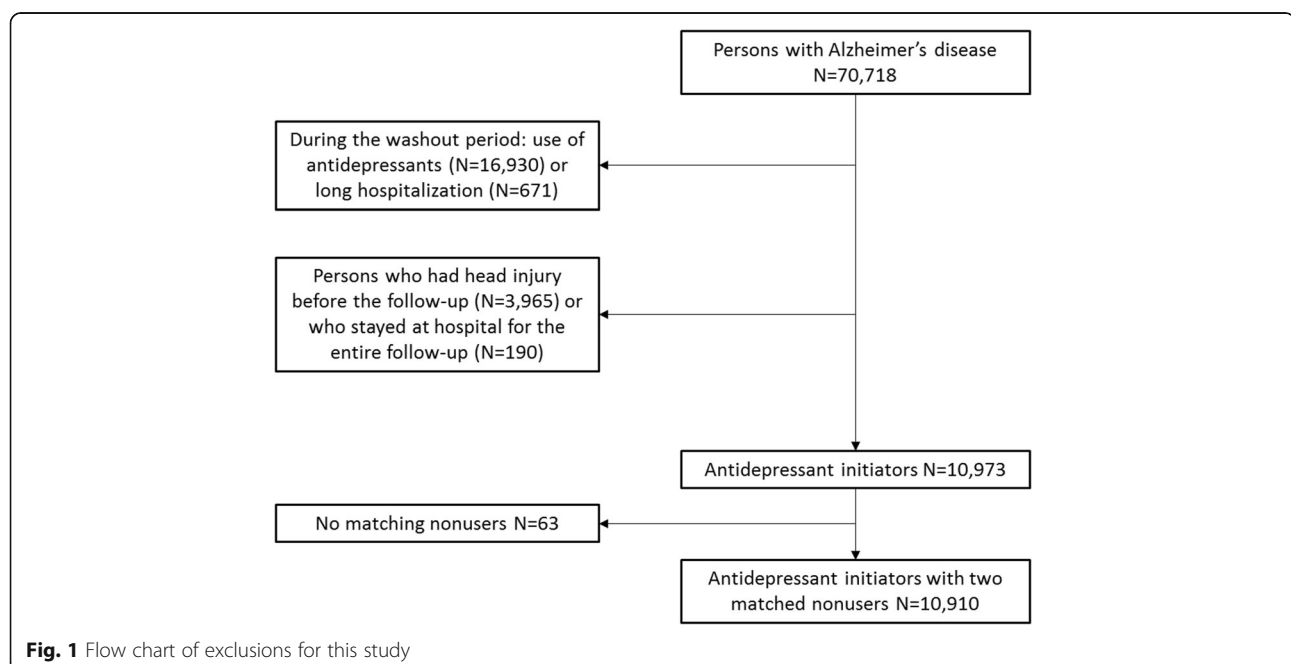 Persons with Alzheimer's disease
N=70,718
During the washout period: use of
antidepressants (N=16,930) or
long hospitalization (N=671)
Persons who had head injury
before the follow-up (N=3,965) or
who stayed at hospital for the
entire follow-up (N=190)
Antidepressant initiators N=10,973
No matching nonusers N=63
Antidepressant initiators with two
matched nonusers N=10,910
Fig. 1 Flow chart of exclusions for this study